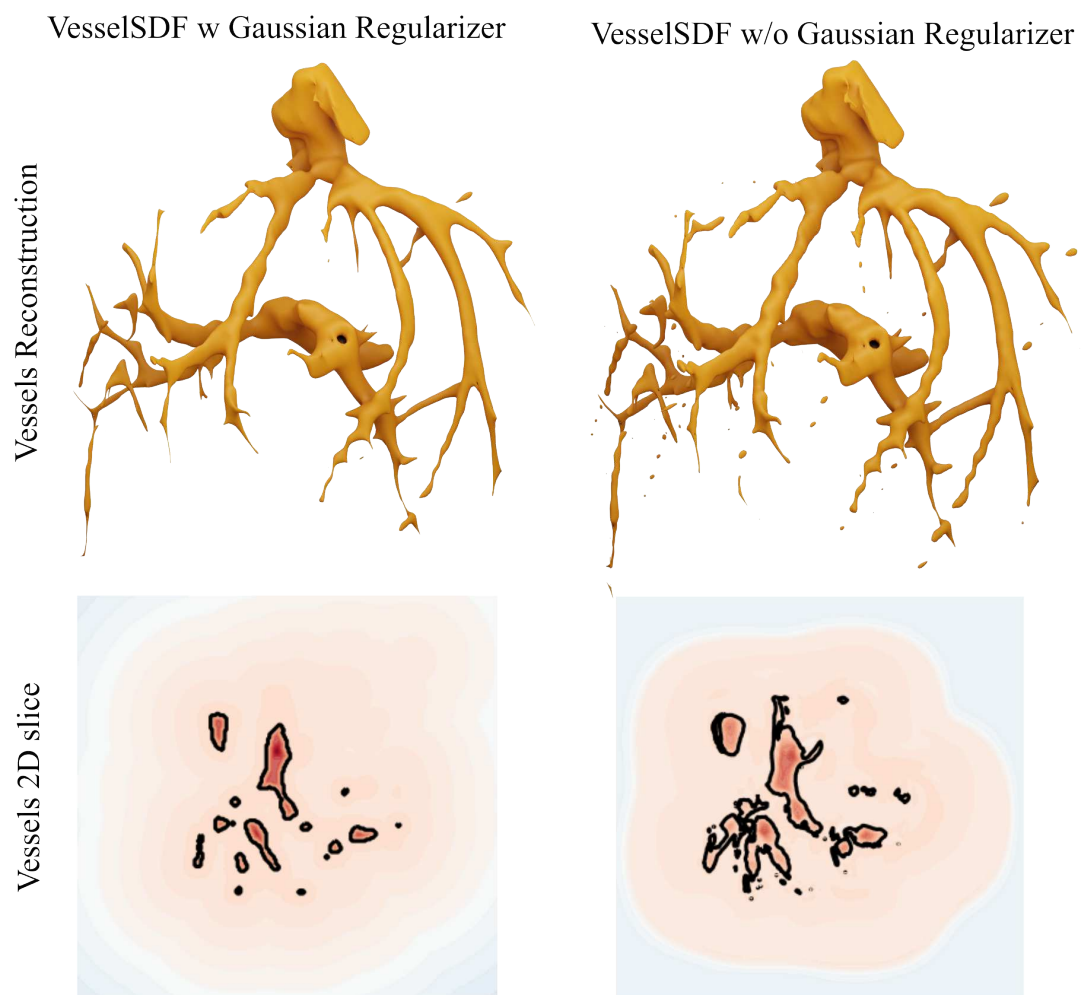 VesselSDF w Gaussian Regularizer
VesselSDF w/o Gaussian Regularizer
Vessels Reconstruction
Vessels 2D slice